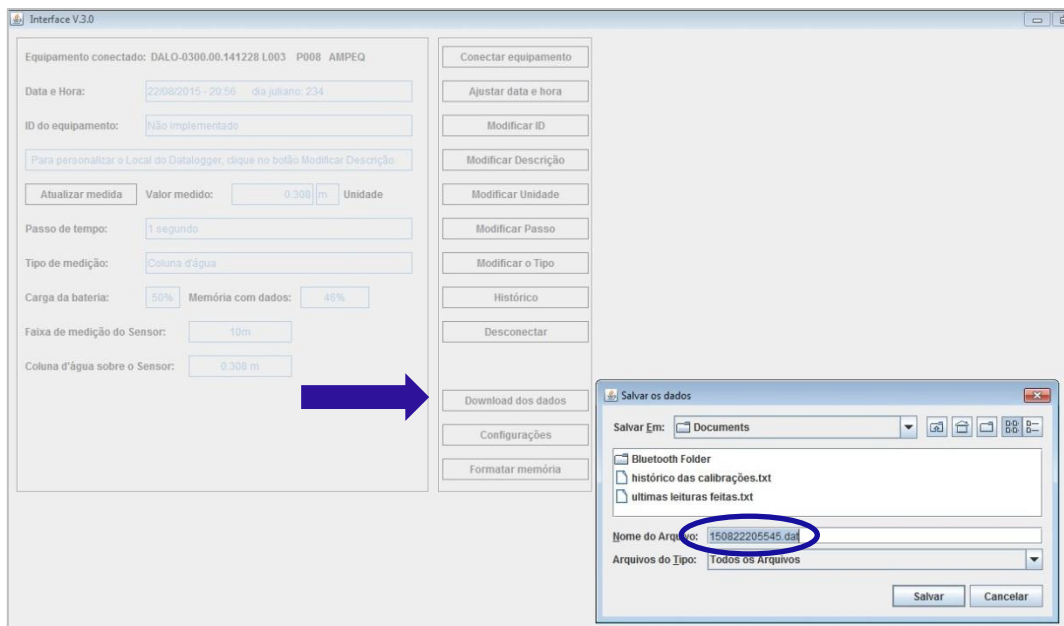 Interface V.3.0
Equipamento conectado: DALO-0300.00.141228 L003 P008 AMPEQ
Data e Hora: 22/08/2015 - 20:56 dia juliano: 234
ID do equipamento: Não implementado
Para personalizar o Local do Datalogger, clique no botão Modificar Descrição.
Atualizar medida Valor medido: 0.308 m Unidade
Passo de tempo: 1 segundo
Tipo de medição: Coluna d'água
Carga da bateria: 50% Memória com dados: 46%
Faixa de medição do Sensor: 10m
Coluna d'água sobre o Sensor: 0.308 m
Conectar equipamento
Ajustar data e hora
Modificar ID
Modificar Descrição
Modificar Unidade
Modificar Passo
Modificar o Tipo
Histórico
Desconectar
Download dos dados
Configurações
Formatar memória
Salvar os dados
Salvar Em: Documents
Bluetooth Folder
histórico das calibrações.txt
ultimas leituras feitas.txt
Nome do Arquivo: 150822205545.dat
Arquivos do Tipo: Todos os Arquivos
Salvar Cancelar